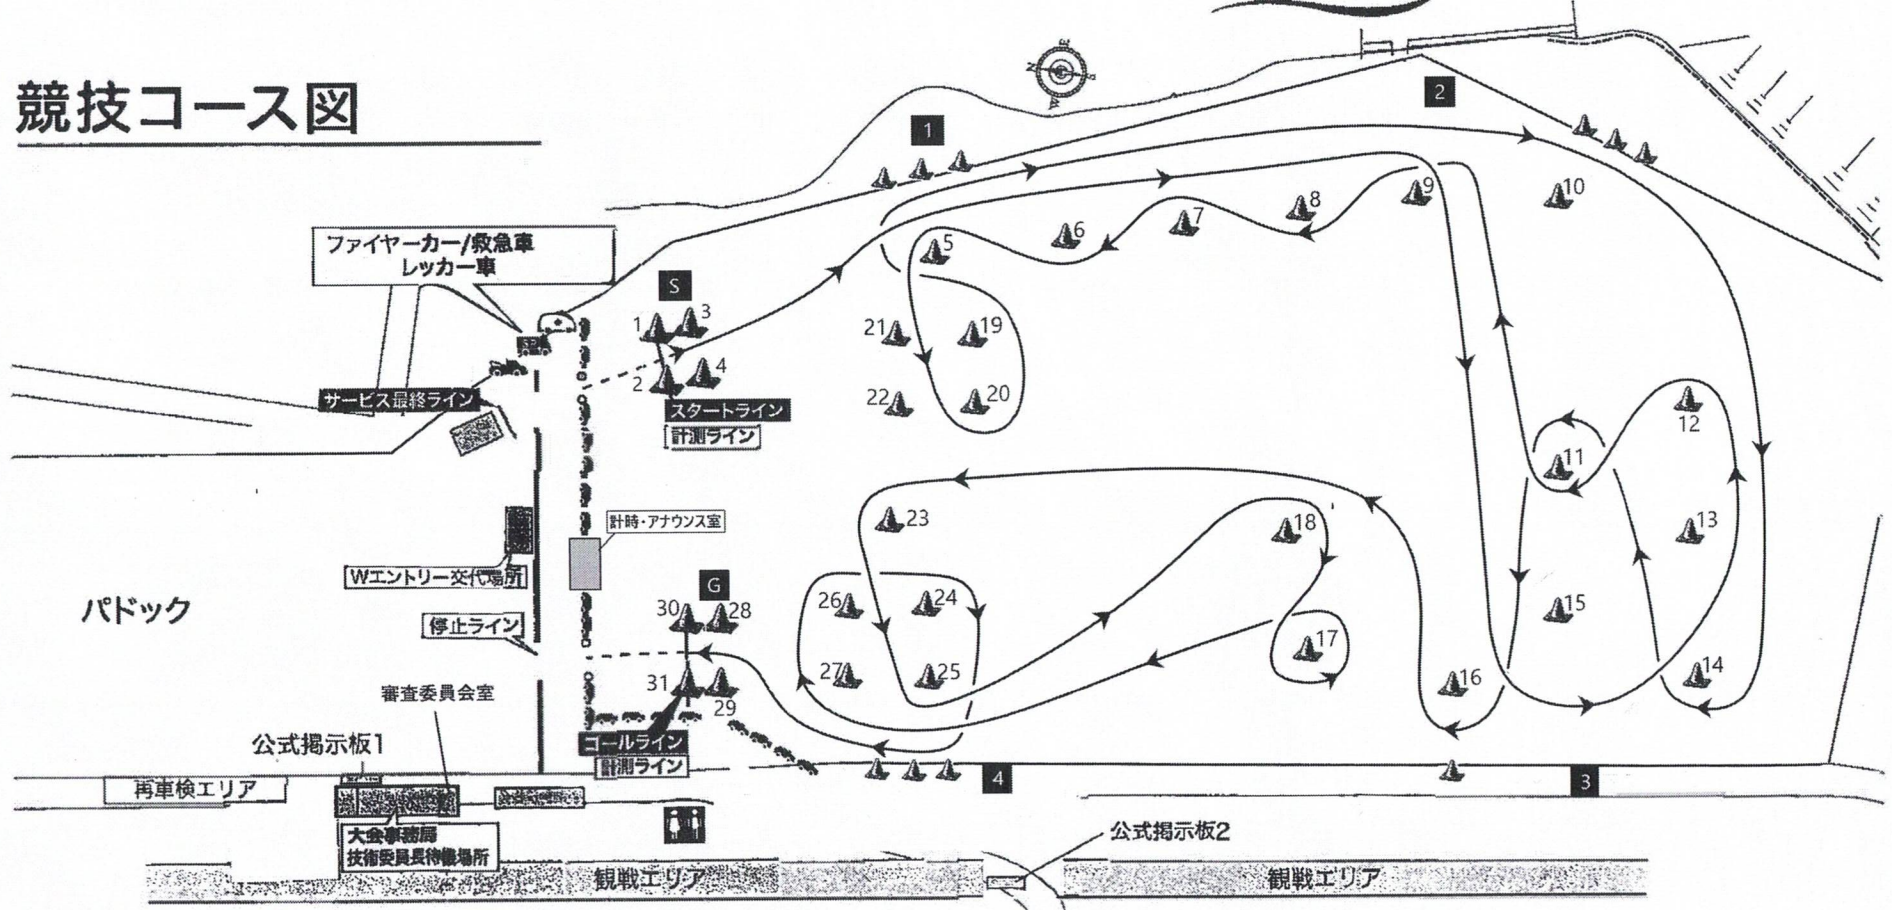 競技コース図
1
2
ファイヤーカー/救急車
レッカー車
S
1
3
2
4
スタートライン
計測ライン
サービス最終ライン
5
6
7
8
9
10
21
19
22
20
11
12
13
14
15
16
17
18
23
24
25
26
27
計時・アナウンス室
Wエントリー交代場所
停止ライン
パドック
G
30
28
31
29
ゴールライン
計測ライン
審査委員会室
公式掲示板1
再車検エリア
大会事務局
技術委員長待機場所
4
3
公式掲示板2
観戦エリア
観戦エリア